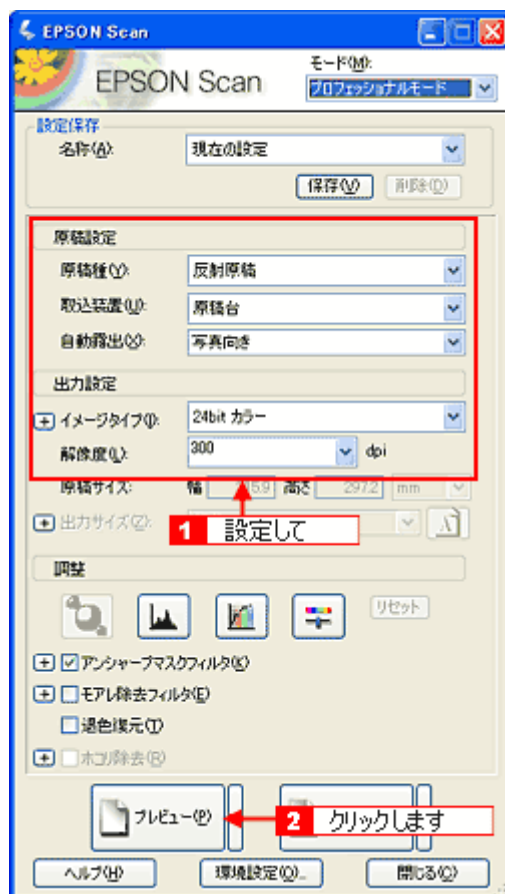 EPSON Scan
EPSON Scan
モード(M):
プロフェッショナルモード
設定保存
名称(A):
現在の設定
保存(V)
削除(D)
原稿設定
原稿種(Y):
反射原稿
取込装置(U):
原稿台
自動露出(X):
写真向き
出力設定
イメージタイプ(I):
24bit カラー
解像度(L):
300
dpi
原稿サイズ:
幅
高さ
297.2
mm
出力サイズ(Z):
1 設定して
調整
リセット
アンシャープマスクフィルタ(K)
モアレ除去フィルタ(E)
退色復元(T)
ホコリ除去(R)
プレビュー(P)
2 クリックします
ヘルプ(H)
環境設定(O)...
閉じる(C)